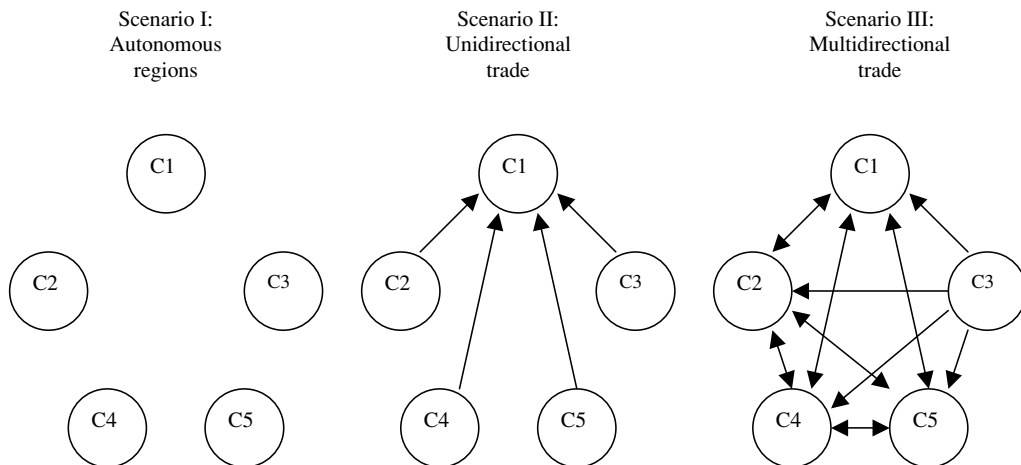 Scenario I:
Autonomous
regions
Scenario II:
Unidirectional
trade
Scenario III:
Multidirectional
trade
C1
C2
C3
C4
C5
C1
C2
C3
C4
C5
C1
C2
C3
C4
C5